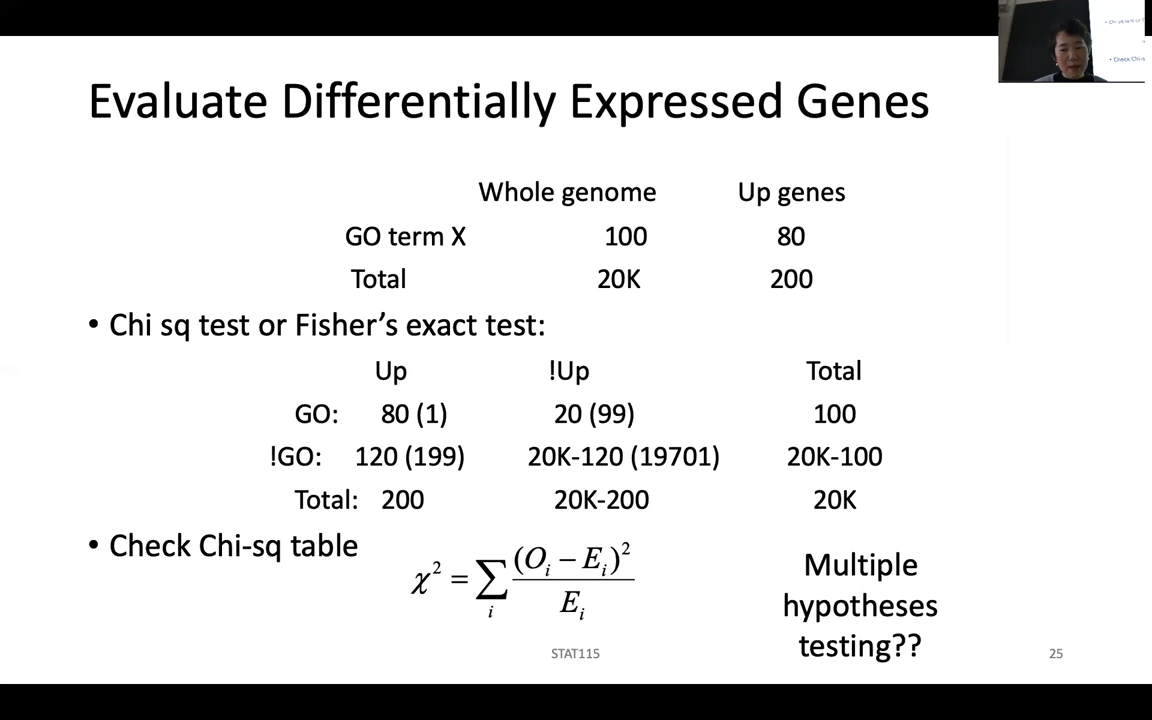 Evaluate Differentially Expressed Genes
Whole genome Up genes
GO term X 100 80
Total 20K 200
• Chi sq test or Fisher's exact test:
Up !Up Total
GO: 80 (1) 20 (99) 100
!GO: 120 (199) 20K-120 (19701) 20K-100
Total: 200 20K-200 20K
• Check Chi-sq table
χ² = ∑ᵢ (Oᵢ − Eᵢ)² / Eᵢ
Multiple
hypotheses
testing??
STAT115
25